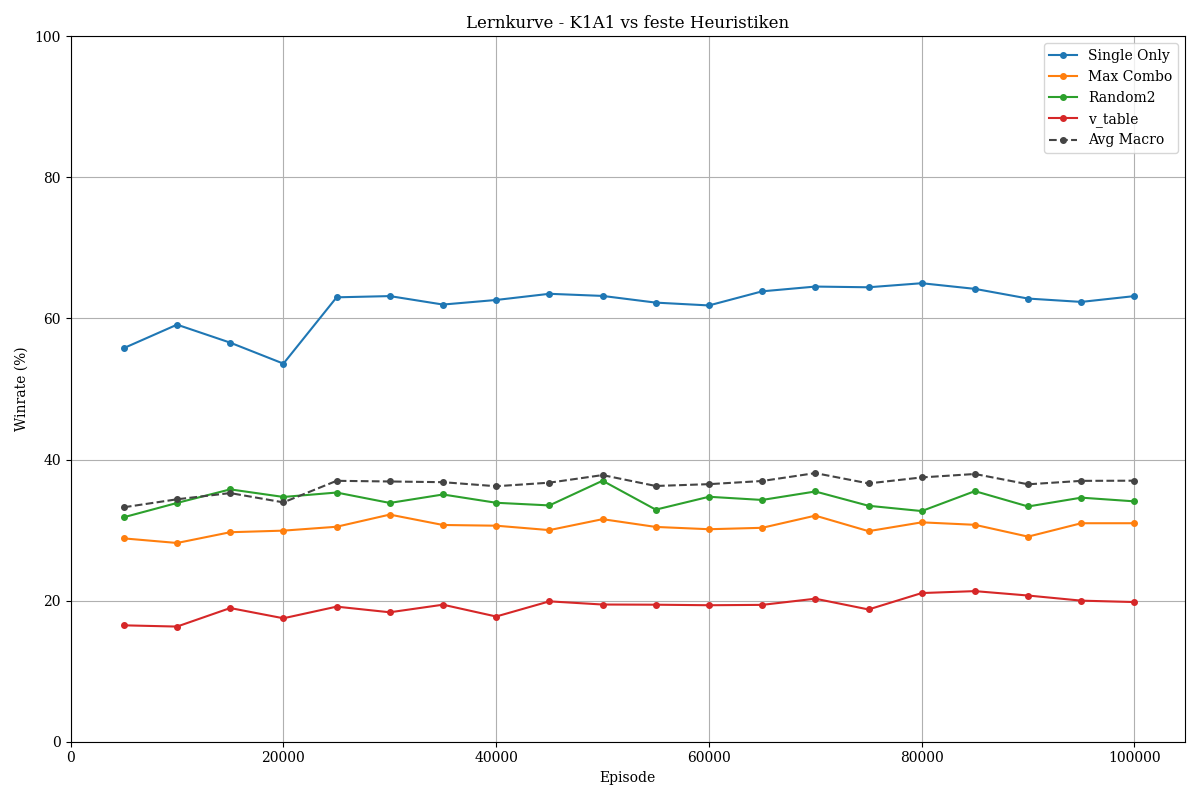 Lernkurve - K1A1 vs feste Heuristiken
100
80
60
40
20
0
Winrate (%)
Single Only
Max Combo
Random2
v_table
Avg Macro
0 20000 40000 60000 80000 100000
Episode